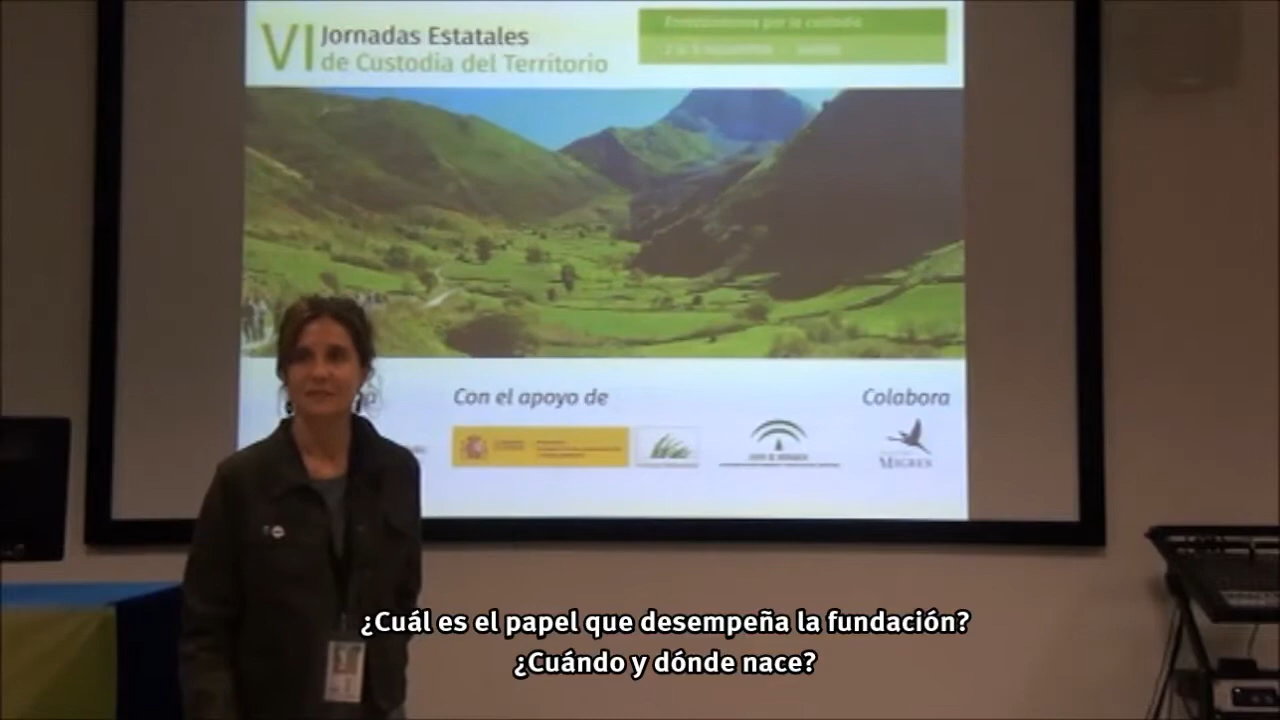 VI Jornadas Estatales
de Custodia del Territorio
Con el apoyo de
Colabora
MIGRES
¿Cuál es el papel que desempeña la fundación?
¿Cuándo y dónde nace?